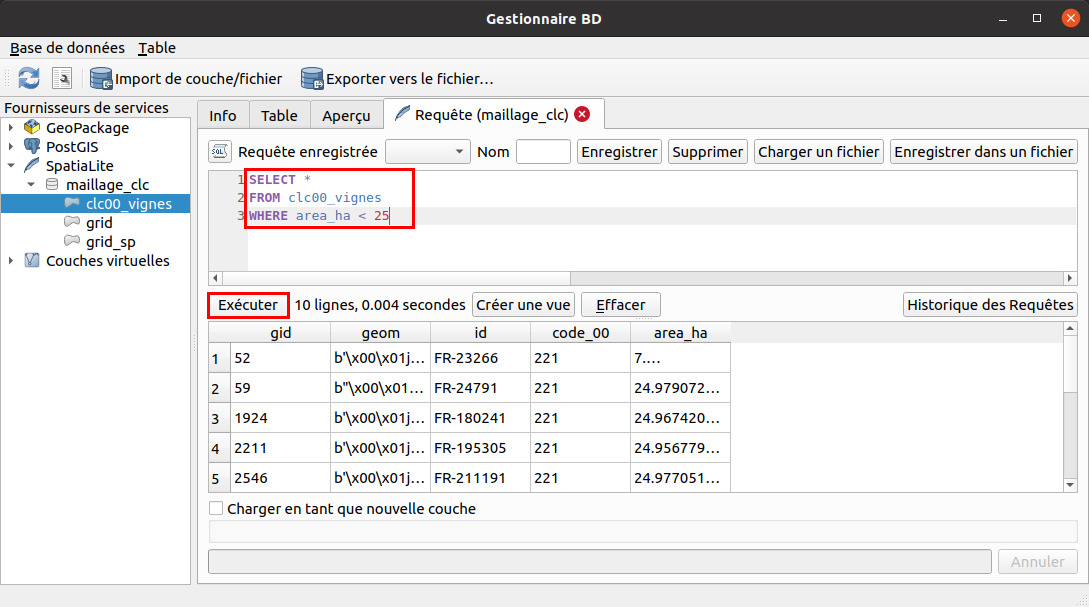 Gestionnaire BD
Base de données Table
Import de couche/fichier Exporter vers le fichier...
Fournisseurs de services
GeoPackage
PostGIS
SpatiaLite
maillage_clc
clc00_vignes
grid
grid_sp
Couches virtuelles
Info Table Aperçu Requête (maillage_clc)
SQL Requête enregistrée Nom Enregistrer Supprimer Charger un fichier Enregistrer dans un fichier
1 SELECT *
2 FROM clc00_vignes
3 WHERE area_ha < 25
Exécuter 10 lignes, 0.004 secondes Créer une vue Effacer Historique des Requêtes
gid geom id code_00 area_ha
1 52 b'\x00\x01j... FR-23266 221 7....
2 59 b"\x00\x01... FR-24791 221 24.979072...
3 1924 b'\x00\x01j... FR-180241 221 24.967420...
4 2211 b'\x00\x01j... FR-195305 221 24.956779...
5 2546 b'\x00\x01j... FR-211191 221 24.977051...
Charger en tant que nouvelle couche
Annuler